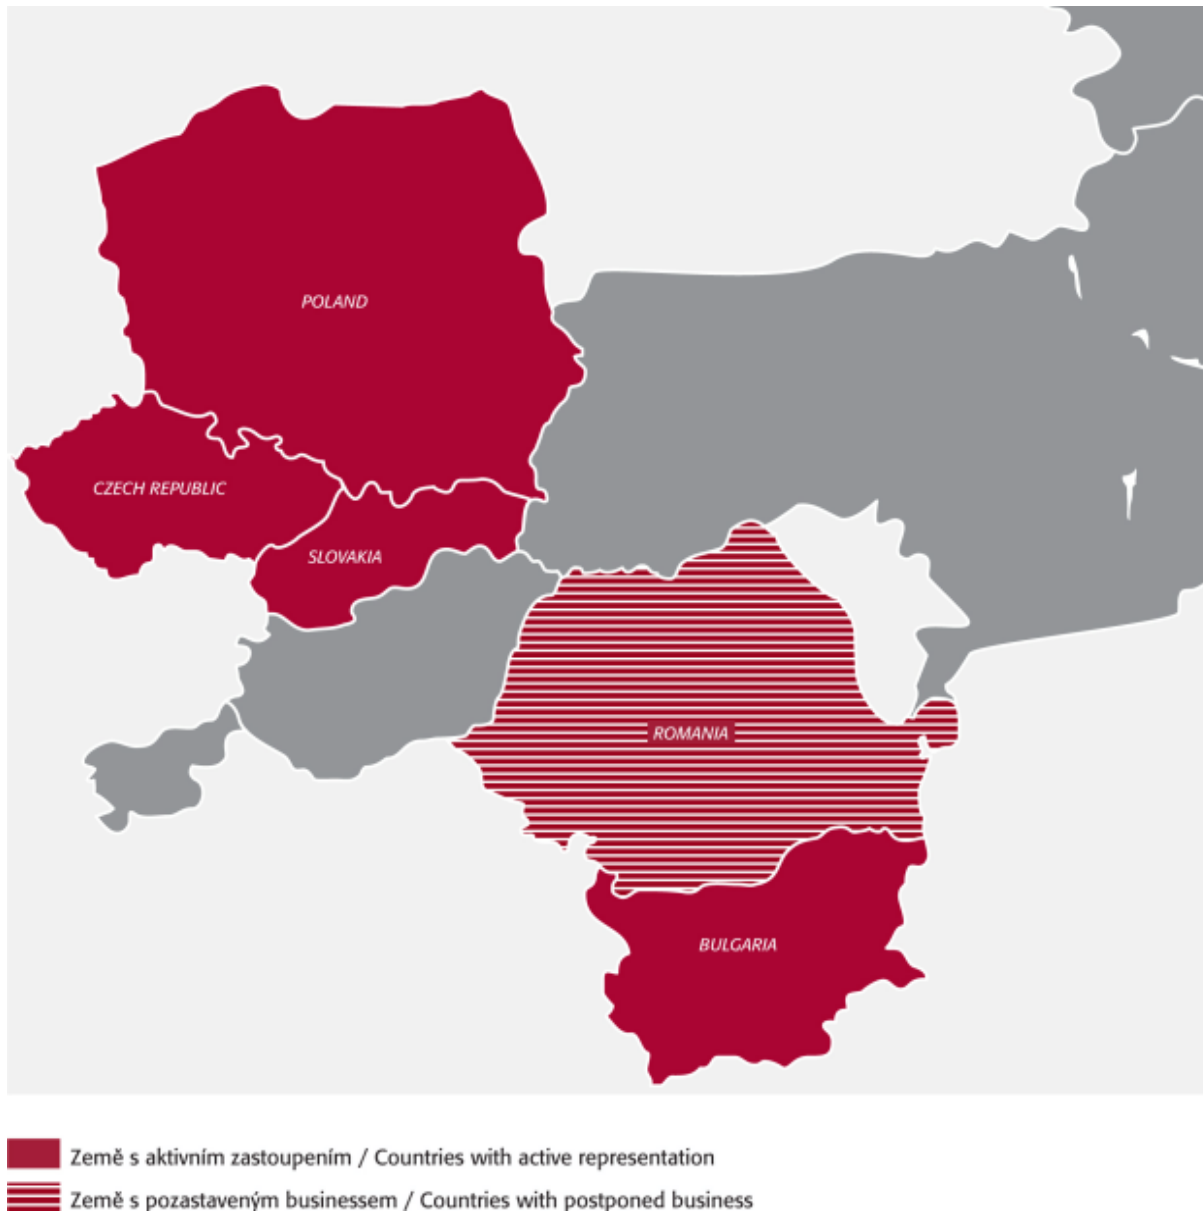 POLAND
CZECH REPUBLIC
SLOVAKIA
ROMANIA
BULGARIA
Země s aktivním zastoupením / Countries with active representation
Země s pozastaveným businessem / Countries with postponed business